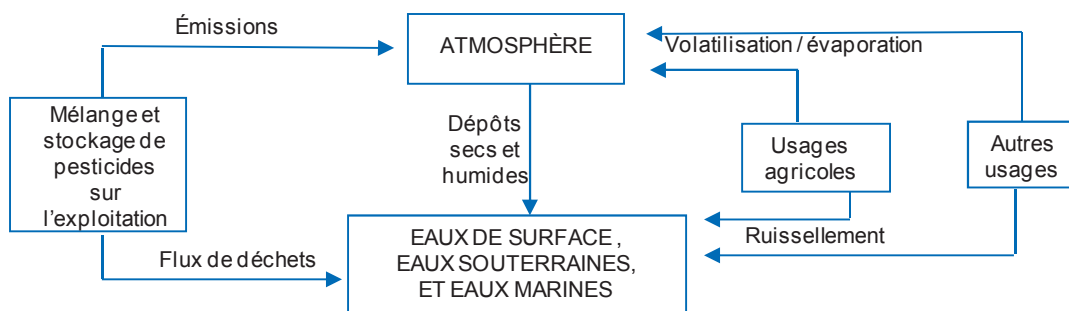 Émissions
ATMOSPHÈRE
Volatilisation / évaporation
Mélange et
stockage de
pesticides
sur
l'exploitation
Dépôts
secs et
humides
Usages
agricoles
Autres
usages
Flux de déchets
EAUX DE SURFACE ,
EAUX SOUTERRAINES,
ET EAUX MARINES
Ruissellement